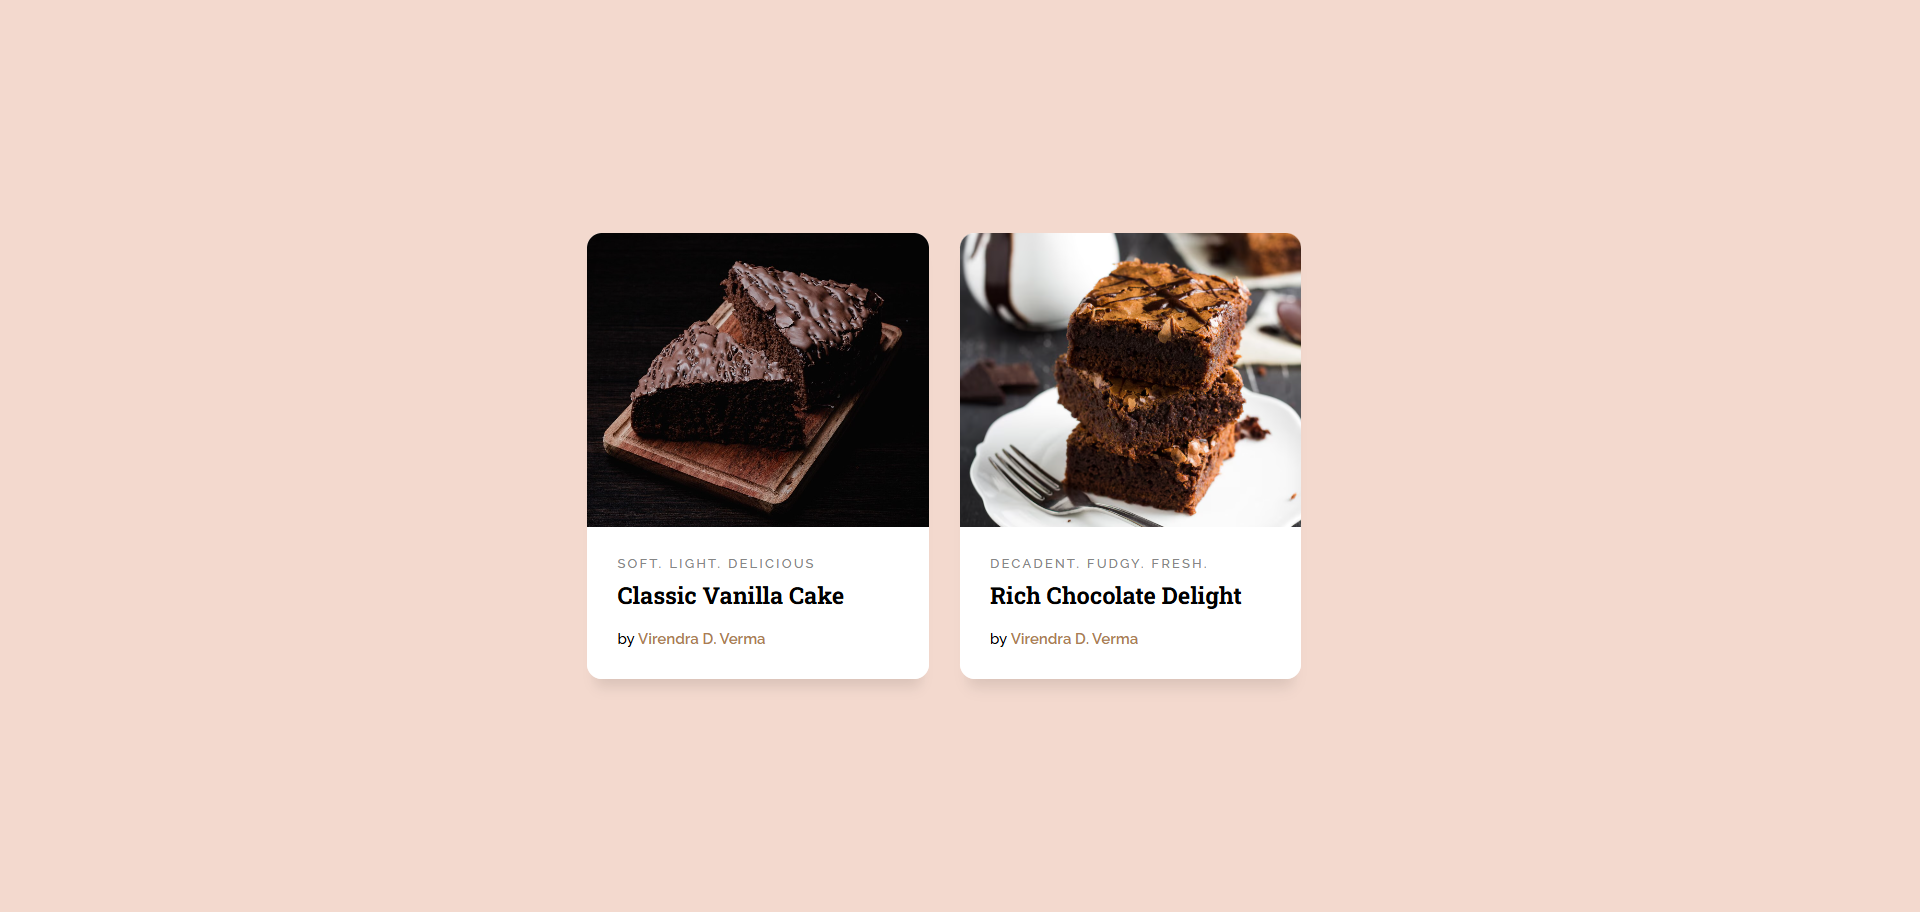 SOFT. LIGHT. DELICIOUS
Classic Vanilla Cake
by Virendra D. Verma
DECADENT. FUDGY. FRESH.
Rich Chocolate Delight
by Virendra D. Verma